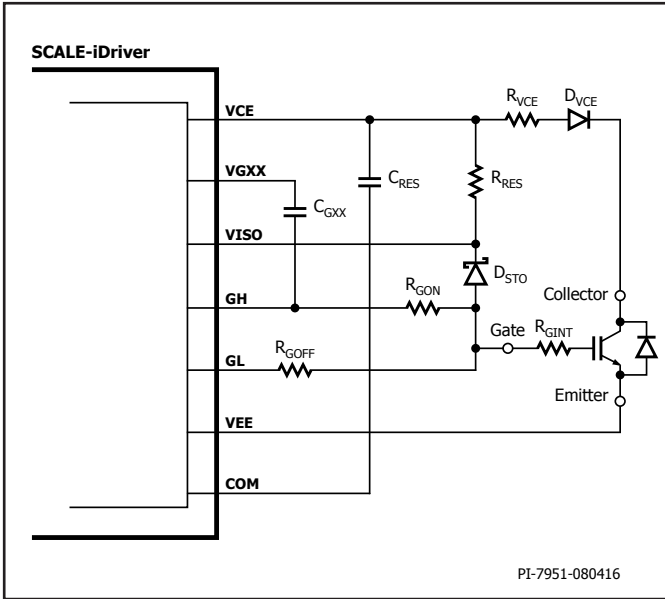 SCALE-iDriver
VCE
RVCE
DVCE
VGXX
CGXX
CRES
RRES
VISO
DSTO
GH
RGON
Collector
Gate
RGINT
GL
RGOFF
Emitter
VEE
COM
PI-7951-080416